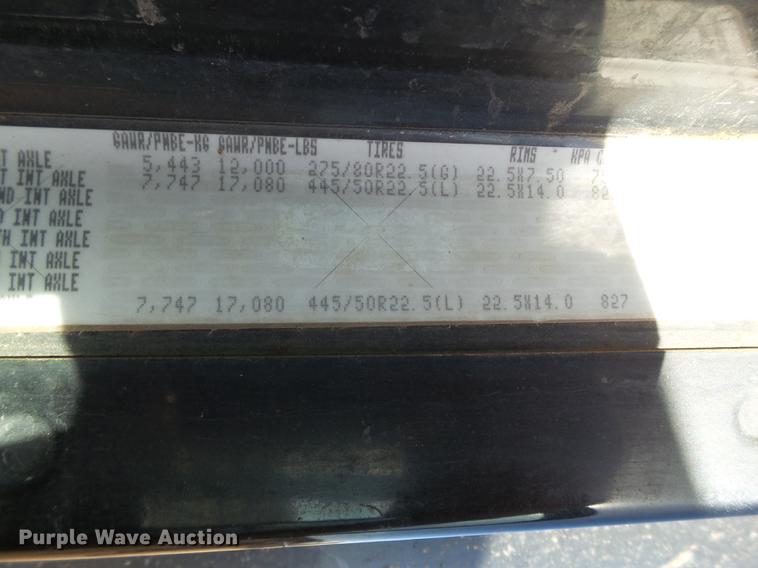 GAWR/PNBE-KG GAWR/PNBE-LBS TIRES RIMS KPA
T AXLE 5,443 12,000 275/80R22.5(G) 22.5X7.50
T INT AXLE 7,747 17,080 445/50R22.5(L) 22.5X14.0 82
ND INT AXLE
D INT AXLE
TH INT AXLE
INT AXLE
INT AXLE
7,747 17,080 445/50R22.5(L) 22.5X14.0 827
Purple Wave Auction